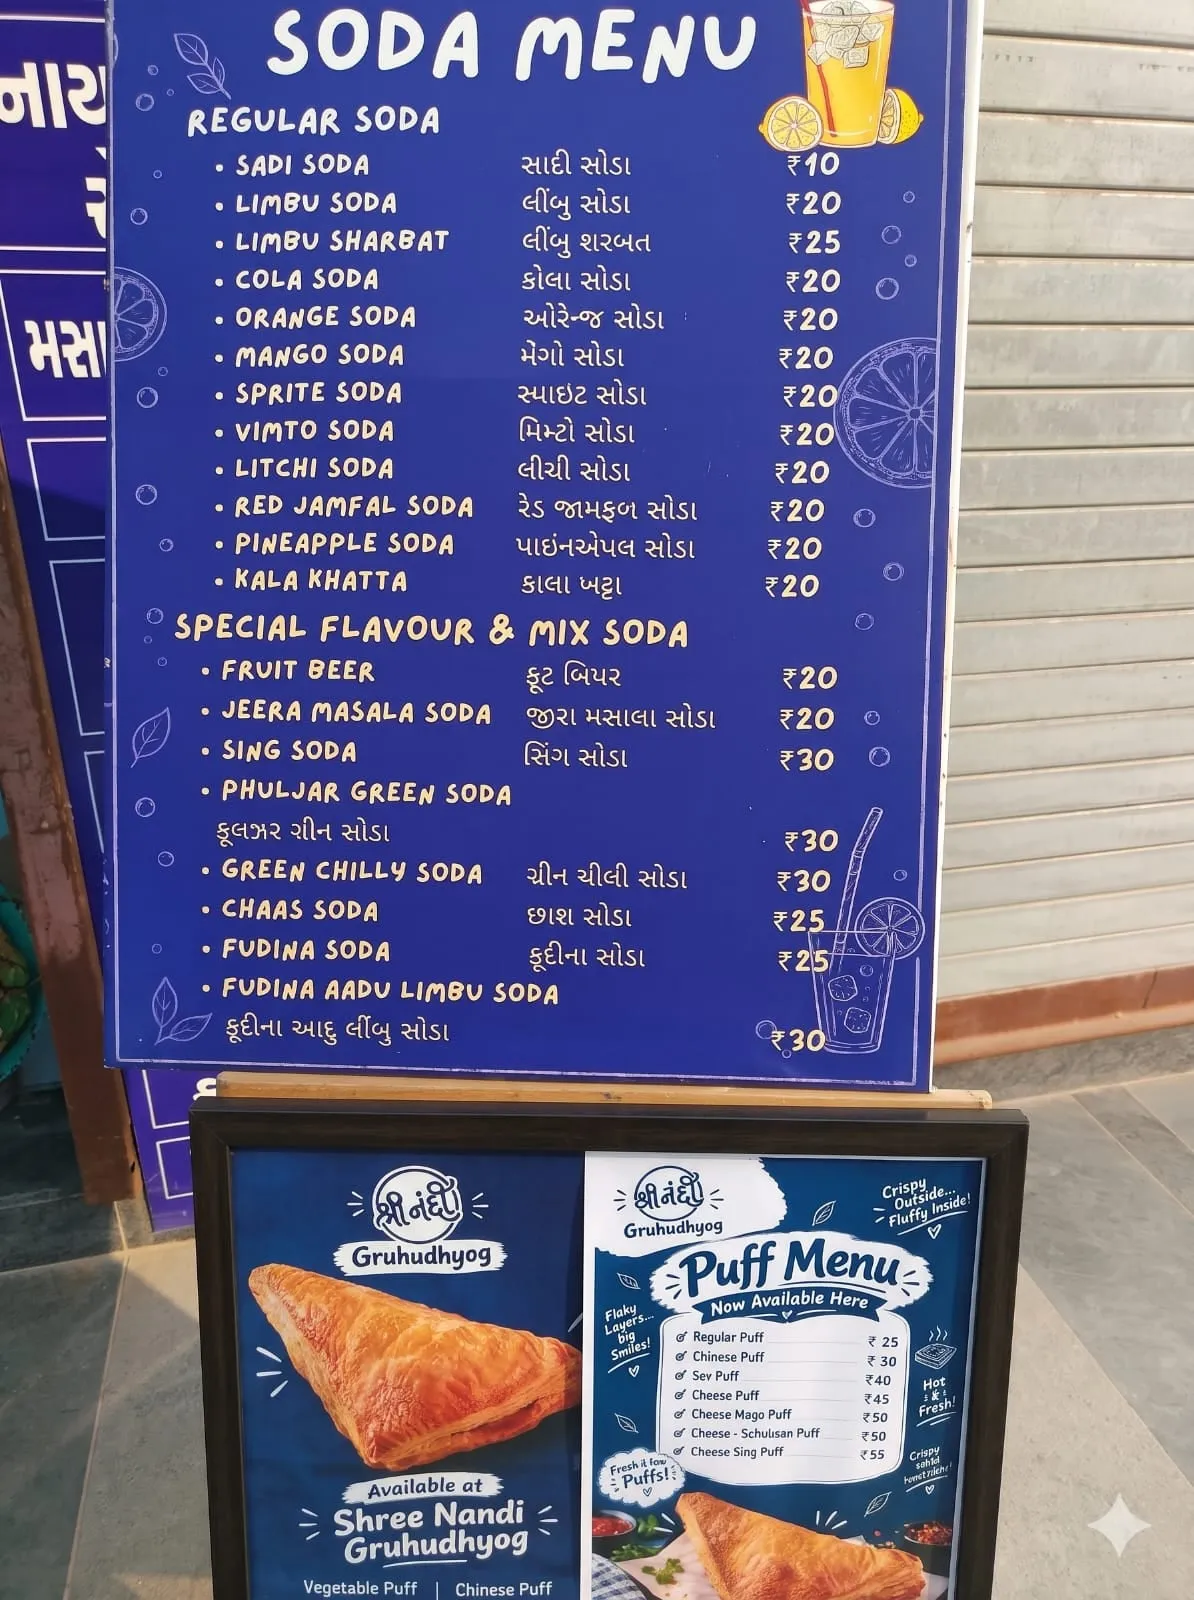 SODA MENU
REGULAR SODA
• SADI SODA સાદી સોડા ₹10
• LIMBU SODA લીંબુ સોડા ₹20
• LIMBU SHARBAT લીંબુ શરબત ₹25
• COLA SODA કોલા સોડા ₹20
• ORANGE SODA ઓરેન્જ સોડા ₹20
• MANGO SODA મેંગો સોડા ₹20
• SPRITE SODA સ્પાઇટ સોડા ₹20
• VIMTO SODA મિમ્ટો સોડા ₹20
• LITCHI SODA લીચી સોડા ₹20
• RED JAMFAL SODA રેડ જામફળ સોડા ₹20
• PINEAPPLE SODA પાઇંનએપલ સોડા ₹20
• KALA KHATTA કાલા ખટ્ટા ₹20
SPECIAL FLAVOUR & MIX SODA
• FRUIT BEER ફૂટ બિયર ₹20
• JEERA MASALA SODA જીરા મસાલા સોડા ₹20
• SING SODA સિંગ સોડા ₹30
• PHULJAR GREEN SODA
ફૂલઝર ગ્રીન સોડા ₹30
• GREEN CHILLY SODA ગ્રીન ચીલી સોડા ₹30
• CHAAS SODA છાશ સોડા ₹25
• FUDINA SODA ફૂદીના સોડા ₹25
• FUDINA AADU LIMBU SODA
ફૂદીના આદુ લીંબુ સોડા ₹30
શ્રી નંદી
Gruhudhyog
Available at
Shree Nandi
Gruhudhyog
Vegetable Puff | Chinese Puff
શ્રી નંદી
Gruhudhyog
Crispy
Outside...
Fluffy Inside!
Puff Menu
Now Available Here
Flaky
Layers...
big
Smiles!
Regular Puff ₹ 25
Chinese Puff ₹ 30
Sev Puff ₹40
Cheese Puff ₹45
Cheese Mago Puff ₹50
Cheese - Schulısan Puff ₹50
Cheese Sing Puff ₹55
Hot
&
Fresh!
Puffs!
Crispy